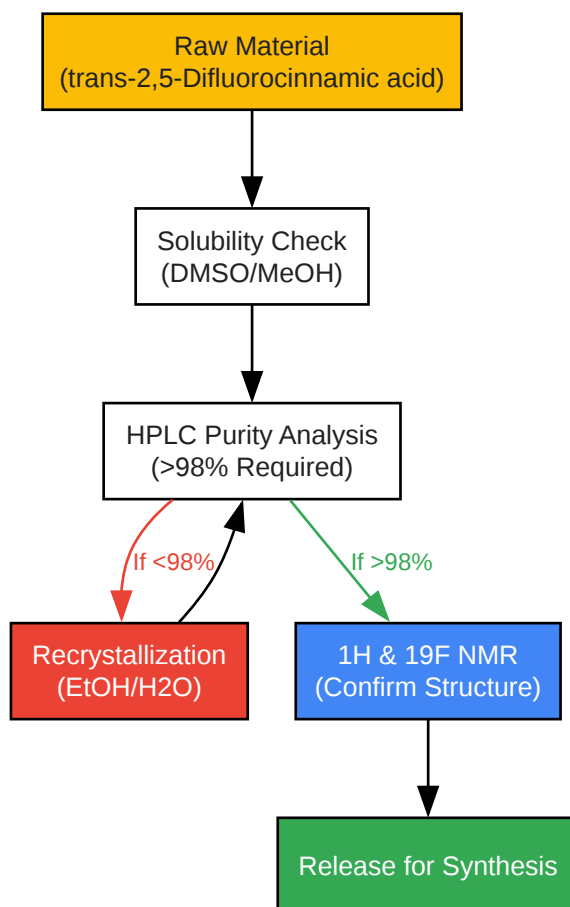 Raw Material
(trans-2,5-Difluorocinnamic acid)
Solubility Check
(DMSO/MeOH)
HPLC Purity Analysis
(>98% Required)
If <98%
If >98%
Recrystallization
(EtOH/H2O)
1H & 19F NMR
(Confirm Structure)
Release for Synthesis